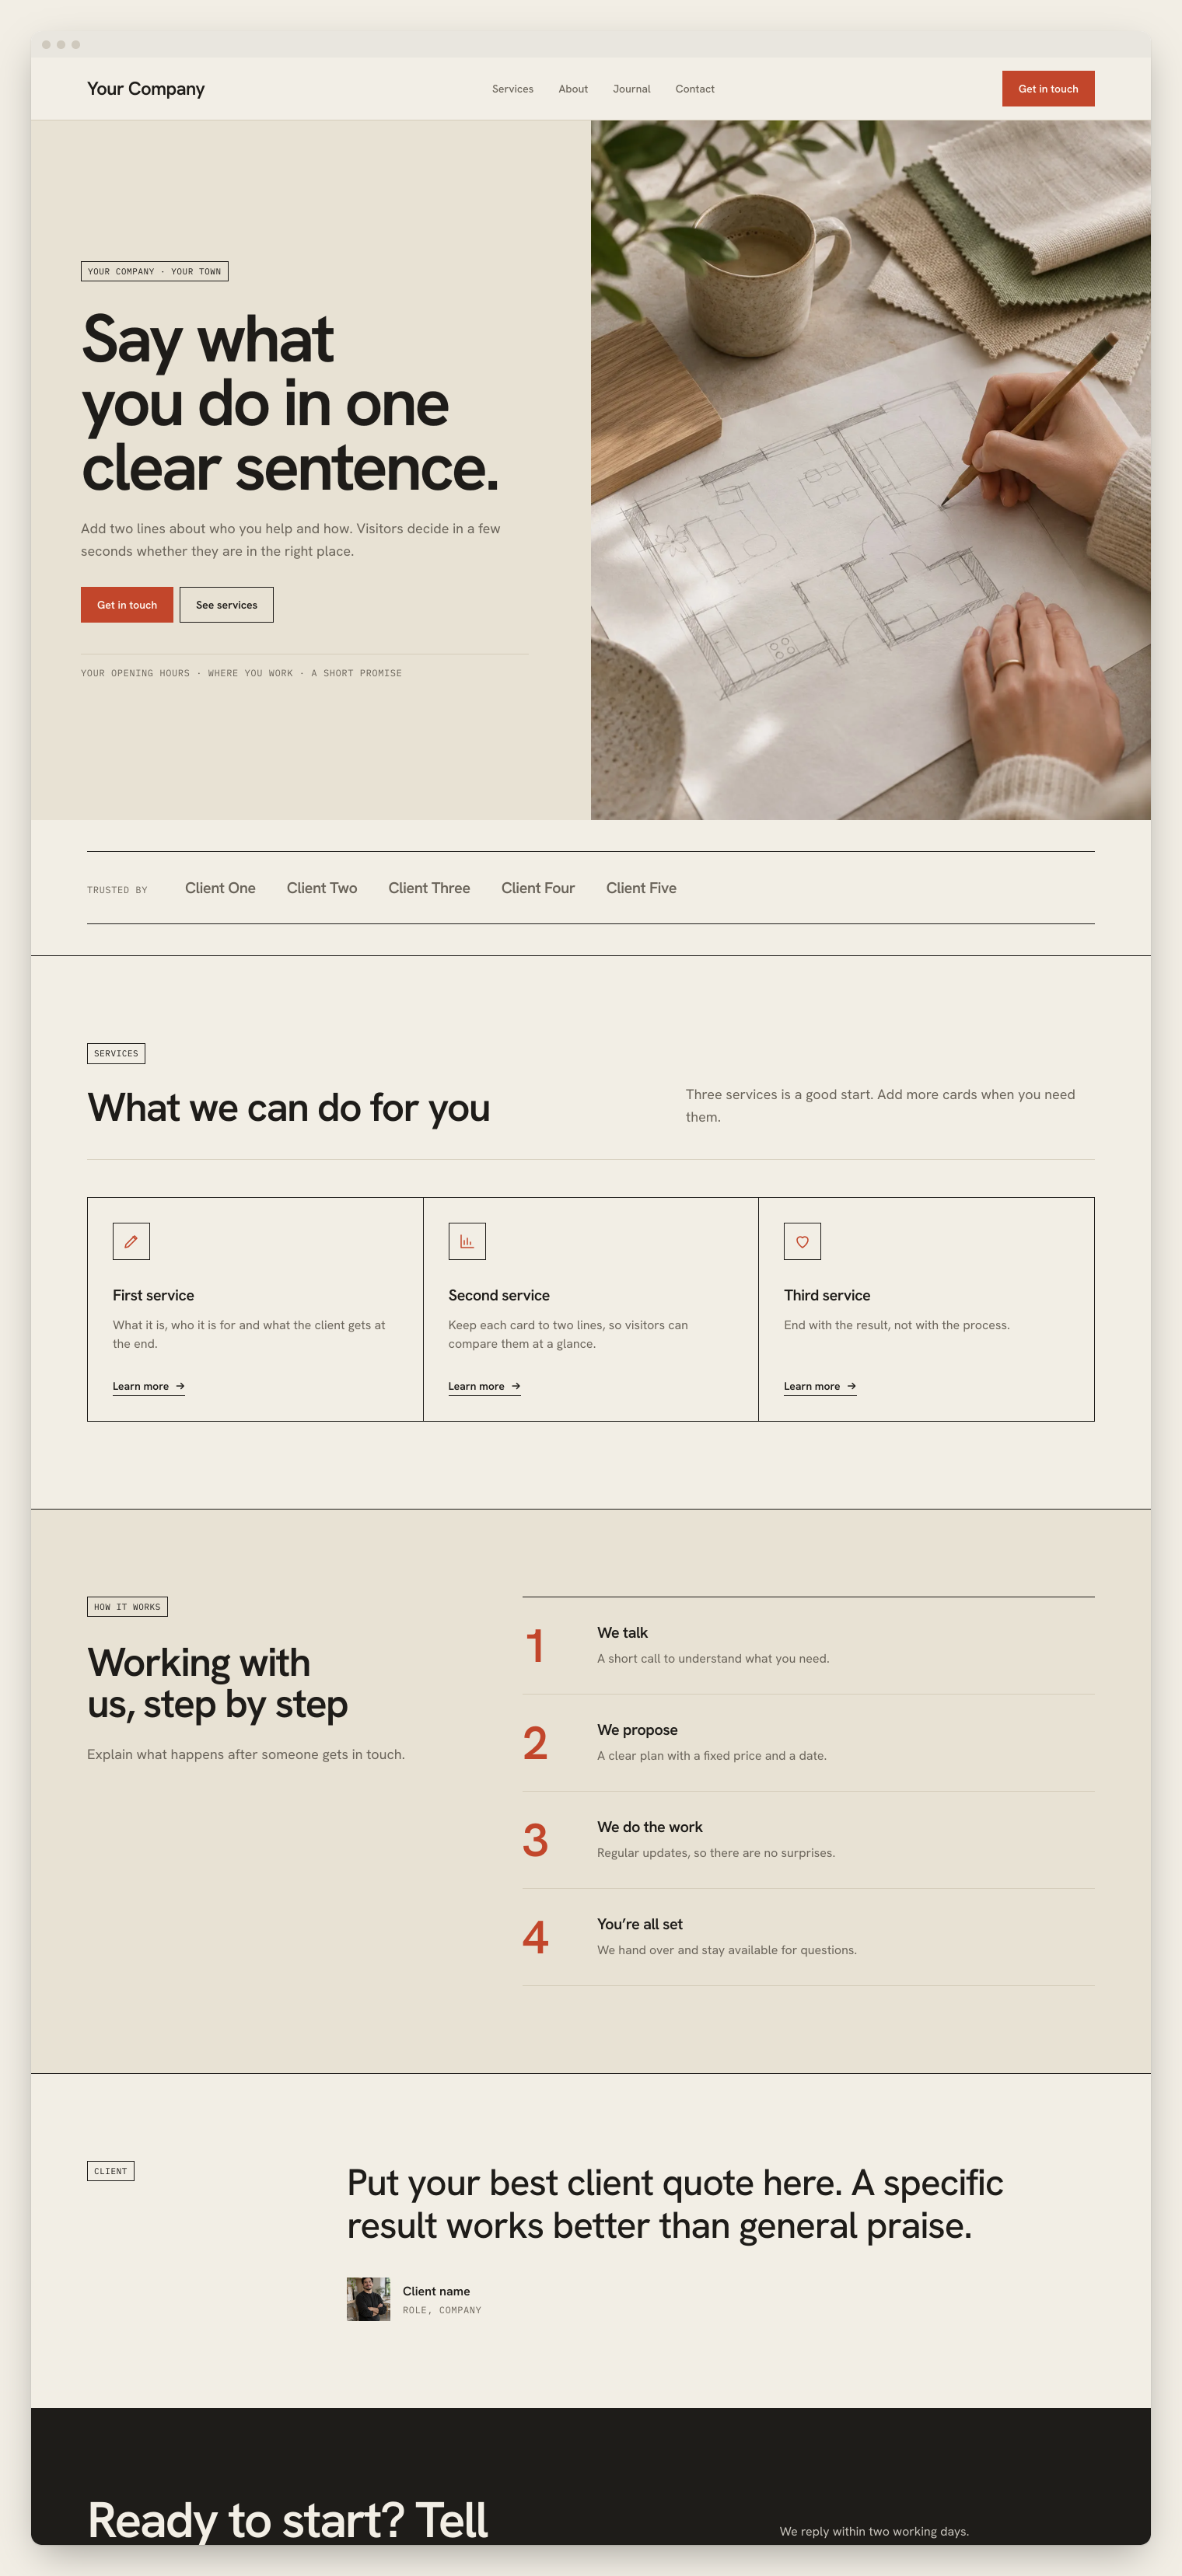 Your Company
Services
About
Journal
Contact
Get in touch
YOUR COMPANY · YOUR TOWN
Say what
you do in one
clear sentence.
Add two lines about who you help and how. Visitors decide in a few
seconds whether they are in the right place.
Get in touch
See services
YOUR OPENING HOURS · WHERE YOU WORK · A SHORT PROMISE
TRUSTED BY
Client One
Client Two
Client Three
Client Four
Client Five
SERVICES
What we can do for you
Three services is a good start. Add more cards when you need
them.
First service
What it is, who it is for and what the client gets at
the end.
Learn more →
Second service
Keep each card to two lines, so visitors can
compare them at a glance.
Learn more →
Third service
End with the result, not with the process.
Learn more →
HOW IT WORKS
Working with
us, step by step
Explain what happens after someone gets in touch.
1
We talk
A short call to understand what you need.
2
We propose
A clear plan with a fixed price and a date.
3
We do the work
Regular updates, so there are no surprises.
4
You’re all set
We hand over and stay available for questions.
CLIENT
Put your best client quote here. A specific
result works better than general praise.
Client name
ROLE, COMPANY
Ready to start? Tell
We reply within two working days.